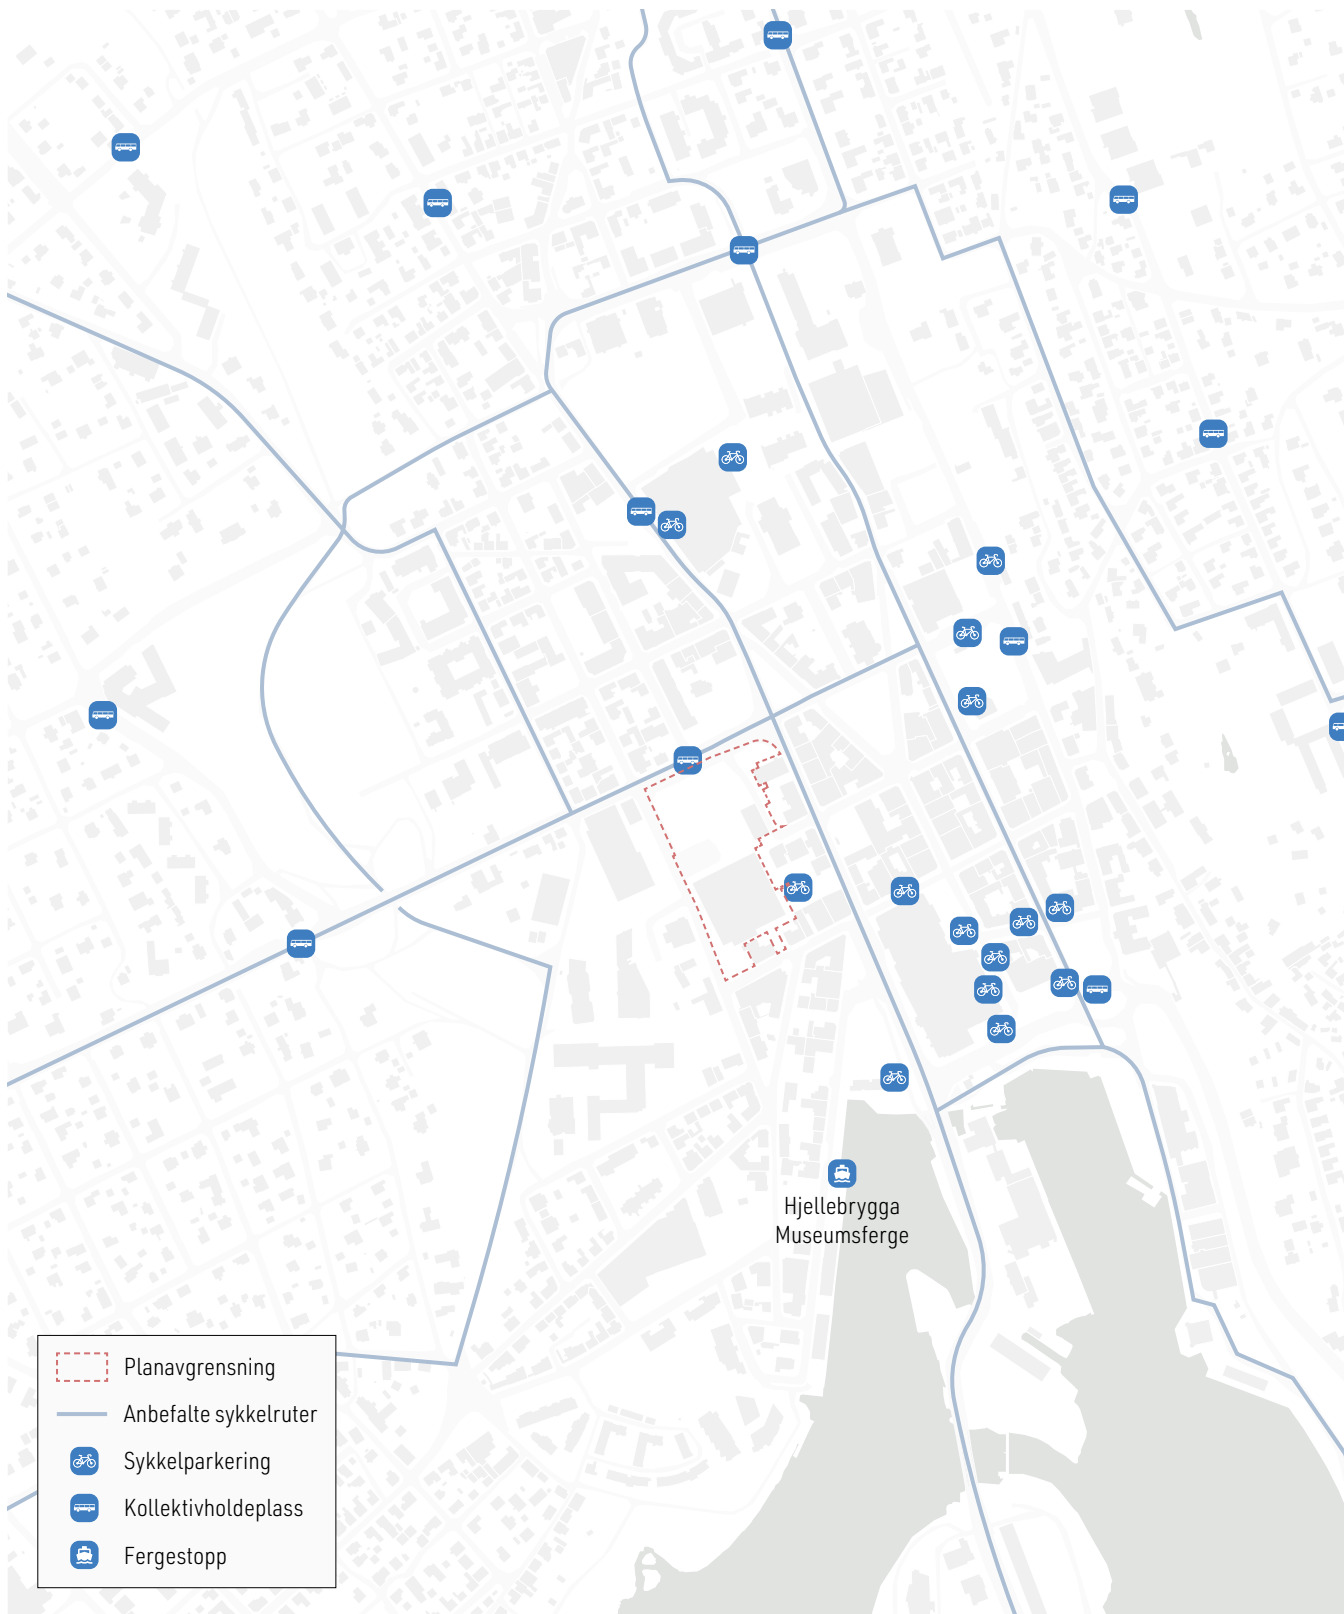 Hjellebrygga
Museumsferge
Planavgrensning
Anbefalte sykkelruter
Sykkelparkering
Kollektivholdeplass
Fergestopp